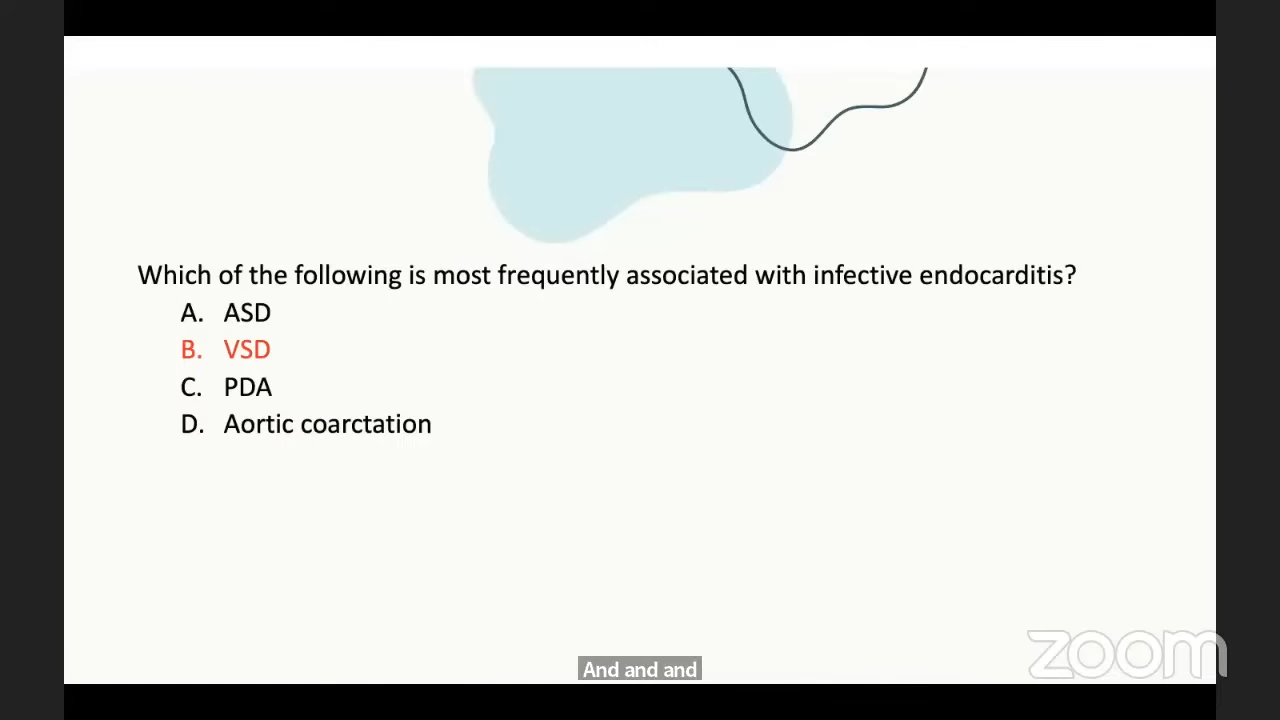 Which of the following is most frequently associated with infective endocarditis?
A. ASD
B. VSD
C. PDA
D. Aortic coarctation
zoom
And and and